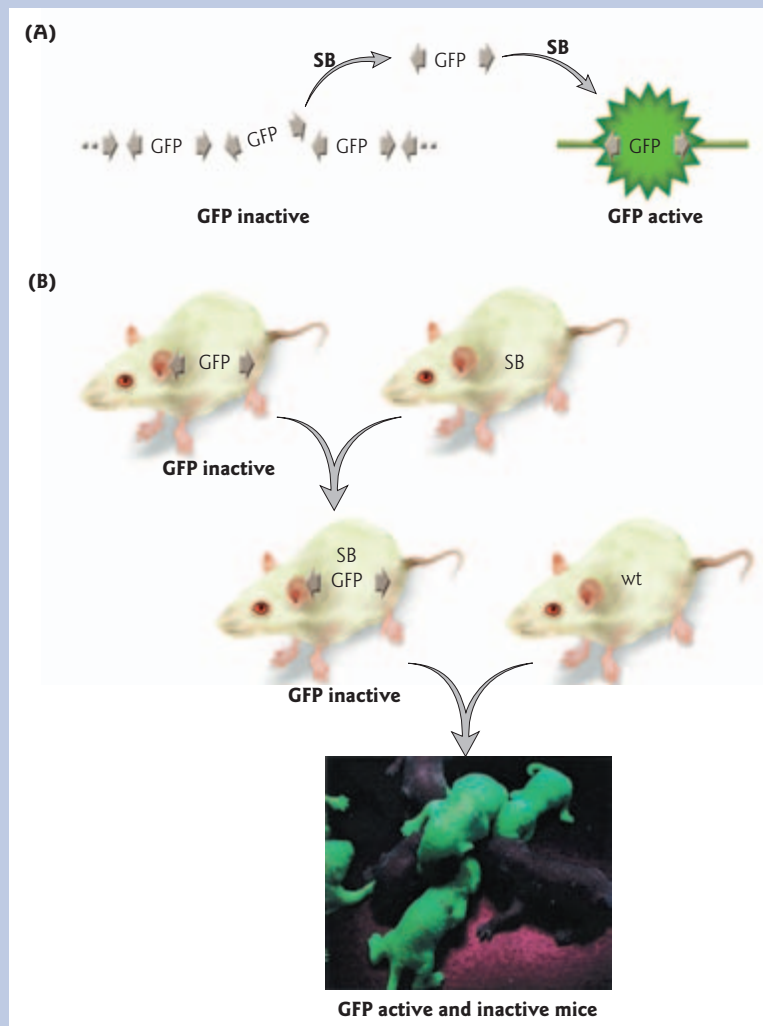 (A)
SB
GFP
SB
GFP
GFP
GFP
GFP
GFP inactive
GFP active
(B)
GFP
SB
GFP inactive
SB
GFP
wt
GFP inactive
GFP active and inactive mice